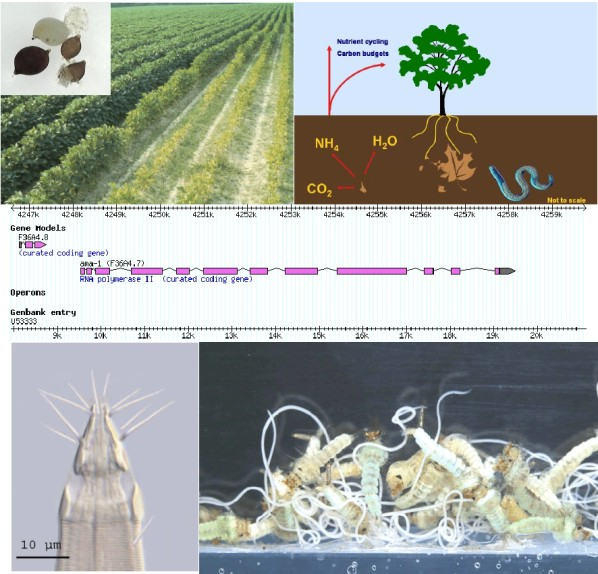 Nutrient cycling
Carbon budgets
NH4
H2O
CO2
Not to scale
4247k 4248k 4249k 4250k 4251k 4252k 4253k 4254k 4255k 4256k 4257k 4258k 4259k
Gene Models
F36A4.8
(curated coding gene)
ama-1 (F36A4.7)
RNA polymerase II (curated coding gene)
Operons
Genbank entry
U53333
9k 10k 11k 12k 13k 14k 15k 16k 17k 18k 19k 20k
10 µm